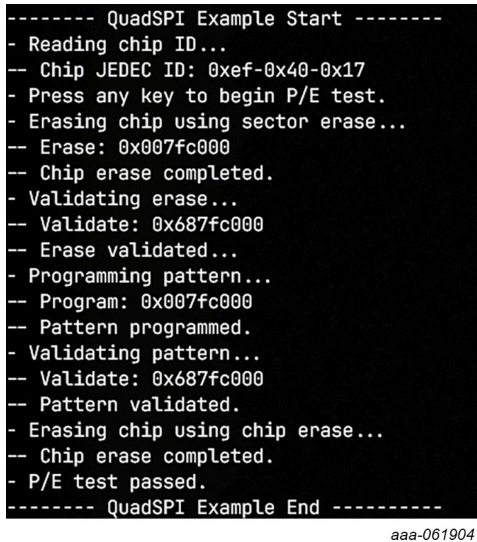 -------- QuadSPI Example Start --------
- Reading chip ID...
-- Chip JEDEC ID: 0xef-0x40-0x17
- Press any key to begin P/E test.
- Erasing chip using sector erase...
-- Erase: 0x007fc000
-- Chip erase completed.
- Validating erase...
-- Validate: 0x687fc000
-- Erase validated...
- Programming pattern...
-- Program: 0x007fc000
-- Pattern programmed.
- Validating pattern...
-- Validate: 0x687fc000
-- Pattern validated.
- Erasing chip using chip erase...
-- Chip erase completed.
- P/E test passed.
-------- QuadSPI Example End ----------
aaa-061904